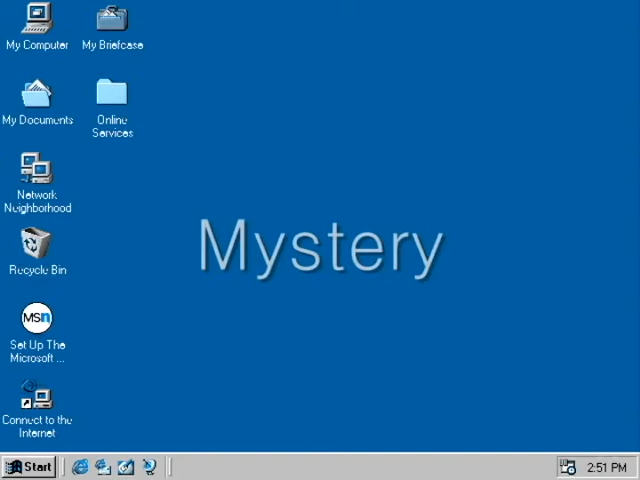 My Computer
My Briefcase
My Documents
Online
Services
Network
Neighborhood
Recycle Bin
MSn
Set Up The
Microsoft ...
Connect to the
Internet
Mystery
Start
2:51 PM